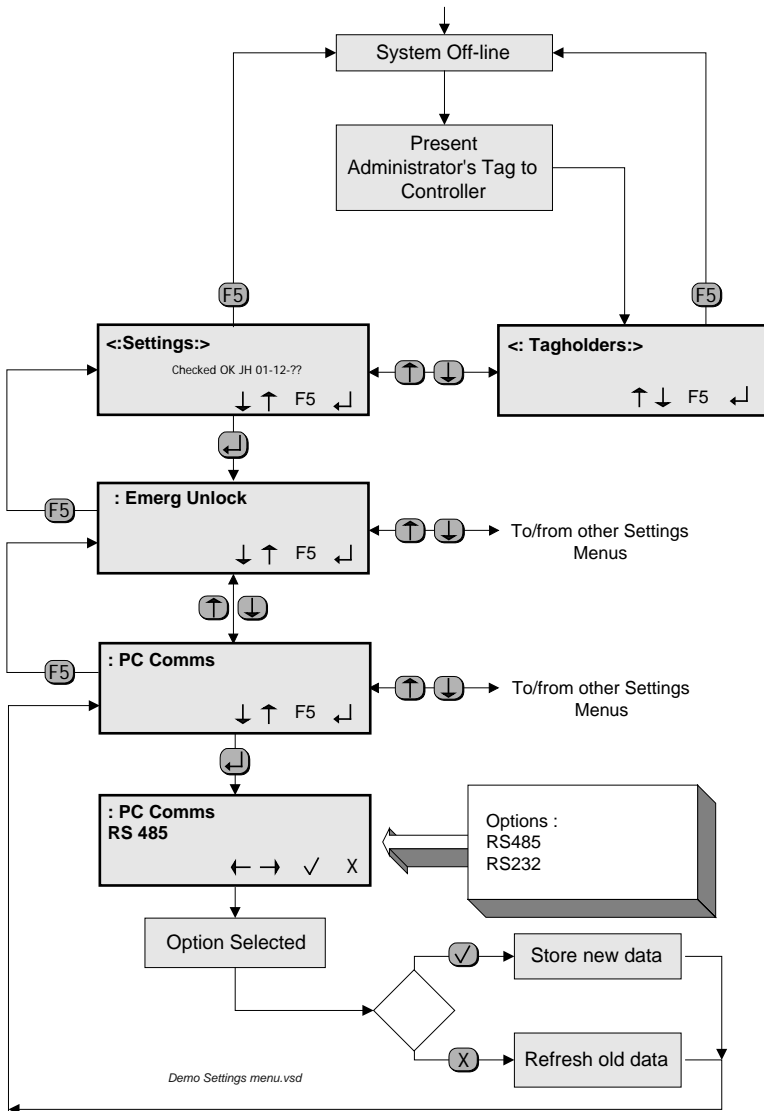 System Off-line
Present
Administrator's Tag to
Controller
F5
F5
<:Settings:>
Checked OK JH 01-12-??
↓ ↑ F5 ↵
↑ ↓
<: Tagholders:>
↑ ↓ F5 ↵
↵
F5
: Emerg Unlock
↓ ↑ F5 ↵
↑ ↓
To/from other Settings
Menus
↑ ↓
F5
: PC Comms
↓ ↑ F5 ↵
↑ ↓
To/from other Settings
Menus
↵
: PC Comms
RS 485
← → √ X
Options :
RS485
RS232
Option Selected
√
Store new data
X
Refresh old data
Demo Settings menu.vsd